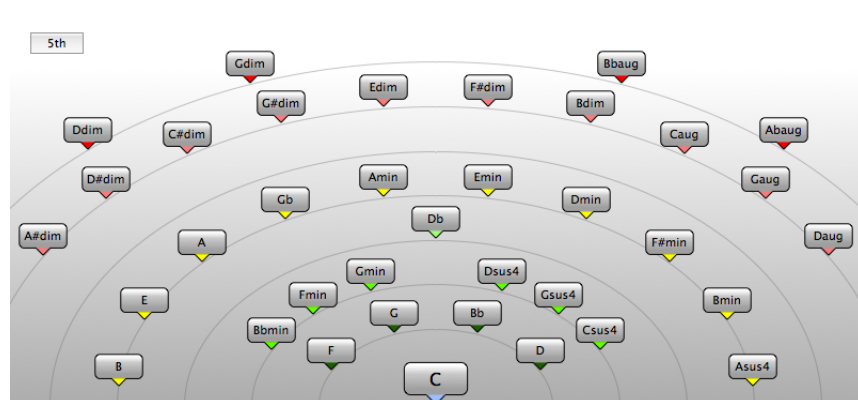 5th
Gdim
Bbaug
Edim
F#dim
G#dim
Bdim
Ddim
C#dim
Caug
Abaug
D#dim
Amin
Emin
Gaug
Gb
Dmin
Db
A#dim
A
F#min
Daug
Gmin
Dsus4
E
Fmin
Gsus4
Bmin
G
Bb
Bbmin
Csus4
F
D
B
C
Asus4